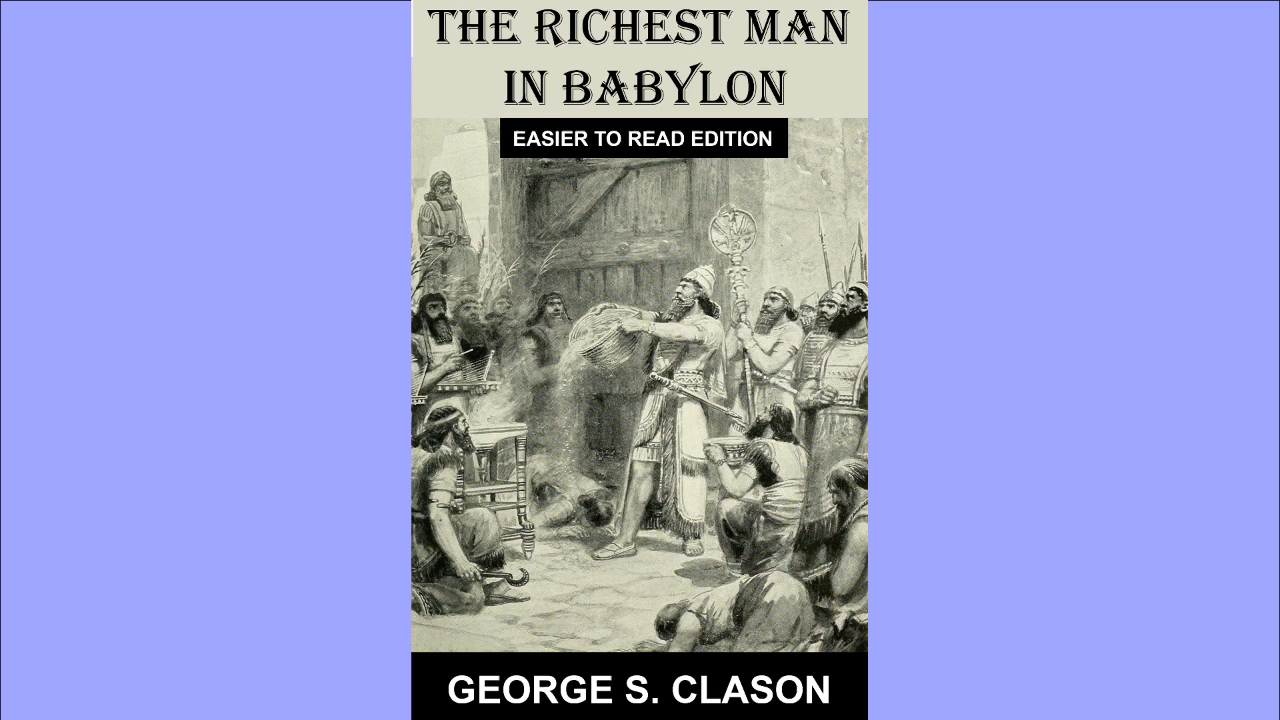 THE RICHEST MAN
IN BABYLON
EASIER TO READ EDITION
GEORGE S. CLASON